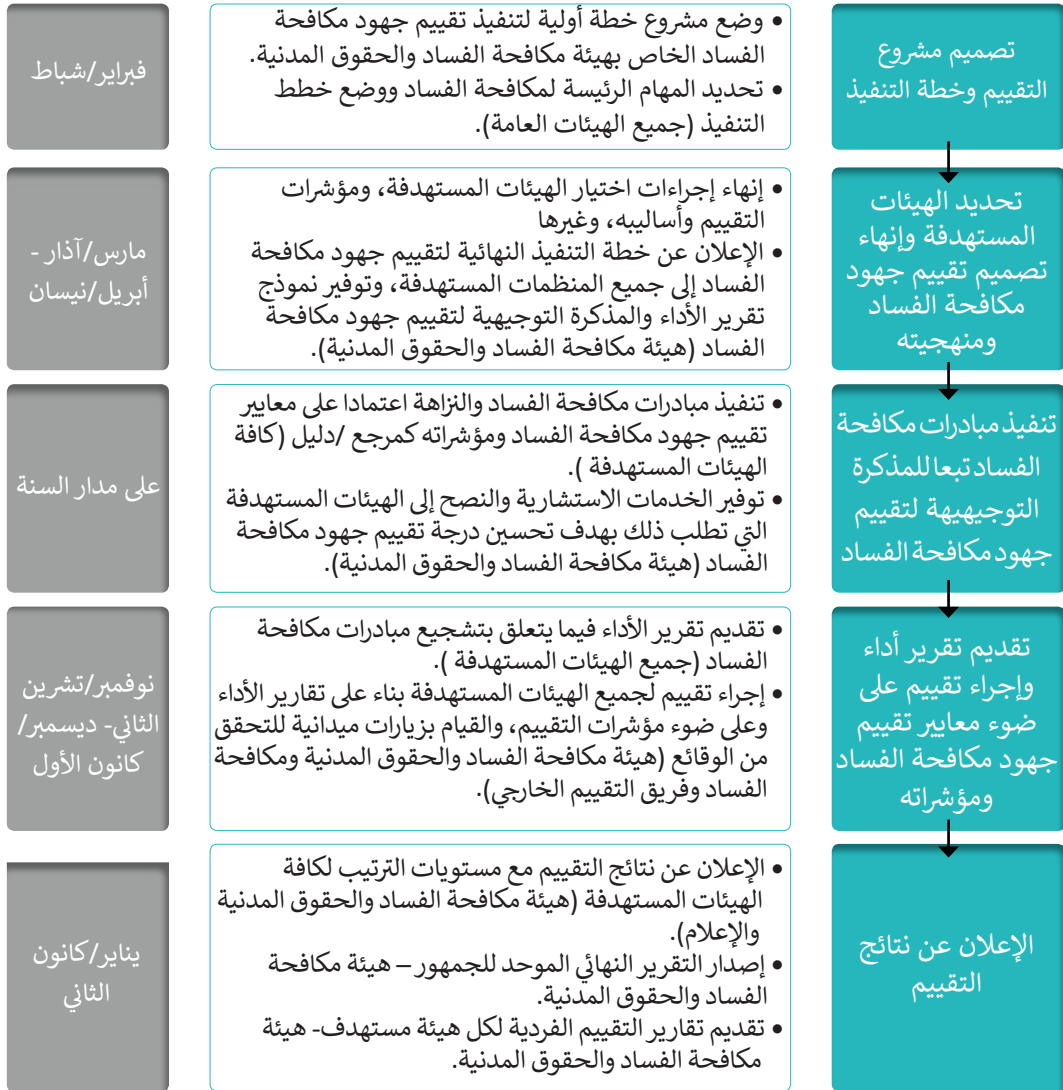 تصميم مشروع
التقييم وخطة التنفيذ
• وضع مشروع خطة أولية لتنفيذ تقييم جهود مكافحة
الفساد الخاص بهيئة مكافحة الفساد والحقوق المدنية.
• تحديد المهام الرئيسة لمكافحة الفساد ووضع خطط
التنفيذ (جميع الهيئات العامة).
فبراير/شباط
تحديد الهيئات
المستهدفة وإنهاء
تصميم تقييم جهود
مكافحة الفساد
ومنهجيته
• إنهاء إجراءات اختيار الهيئات المستهدفة، ومؤشرات
التقييم وأساليبه، وغيرها
• الإعلان عن خطة التنفيذ النهائية لتقييم جهود مكافحة
الفساد إلى جميع المنظمات المستهدفة، وتوفير نموذج
تقرير الأداء والمذكرة التوجيهية لتقييم جهود مكافحة
الفساد (هيئة مكافحة الفساد والحقوق المدنية).
مارس/آذار -
أبريل/نيسان
تنفيذ مبادرات مكافحة
الفساد تبعا للمذكرة
التوجيهيهة لتقييم
جهود مكافحة الفساد
• تنفيذ مبادرات مكافحة الفساد والنزاهة اعتمادا على معايير
تقييم جهود مكافحة الفساد ومؤشراته كمرجع /دليل (كافة
الهيئات المستهدفة ).
• توفير الخدمات الاستشارية والنصح إلى الهيئات المستهدفة
التي تطلب ذلك بهدف تحسين درجة تقييم جهود مكافحة
الفساد (هيئة مكافحة الفساد والحقوق المدنية).
على مدار السنة
تقديم تقرير أداء
وإجراء تقييم على
ضوء معايير تقييم
جهود مكافحة الفساد
ومؤشراته
• تقديم تقرير الأداء فيما يتعلق بتشجيع مبادرات مكافحة
الفساد (جميع الهيئات المستهدفة ).
• إجراء تقييم لجميع الهيئات المستهدفة بناء على تقارير الأداء
وعلى ضوء مؤشرات التقييم، والقيام بزيارات ميدانية للتحقق
من الوقائع (هيئة مكافحة الفساد والحقوق المدنية ومكافحة
الفساد وفريق التقييم الخارجي).
نوفمبر/تشرين
الثاني- ديسمبر/
كانون الأول
الإعلان عن نتائج
التقييم
• الإعلان عن نتائج التقييم مع مستويات الترتيب لكافة
الهيئات المستهدفة (هيئة مكافحة الفساد والحقوق المدنية
والإعلام).
• إصدار التقرير النهائي الموحد للجمهور – هيئة مكافحة
الفساد والحقوق المدنية.
• تقديم تقارير التقييم الفردية لكل هيئة مستهدف- هيئة
مكافحة الفساد والحقوق المدنية.
يناير/كانون
الثاني